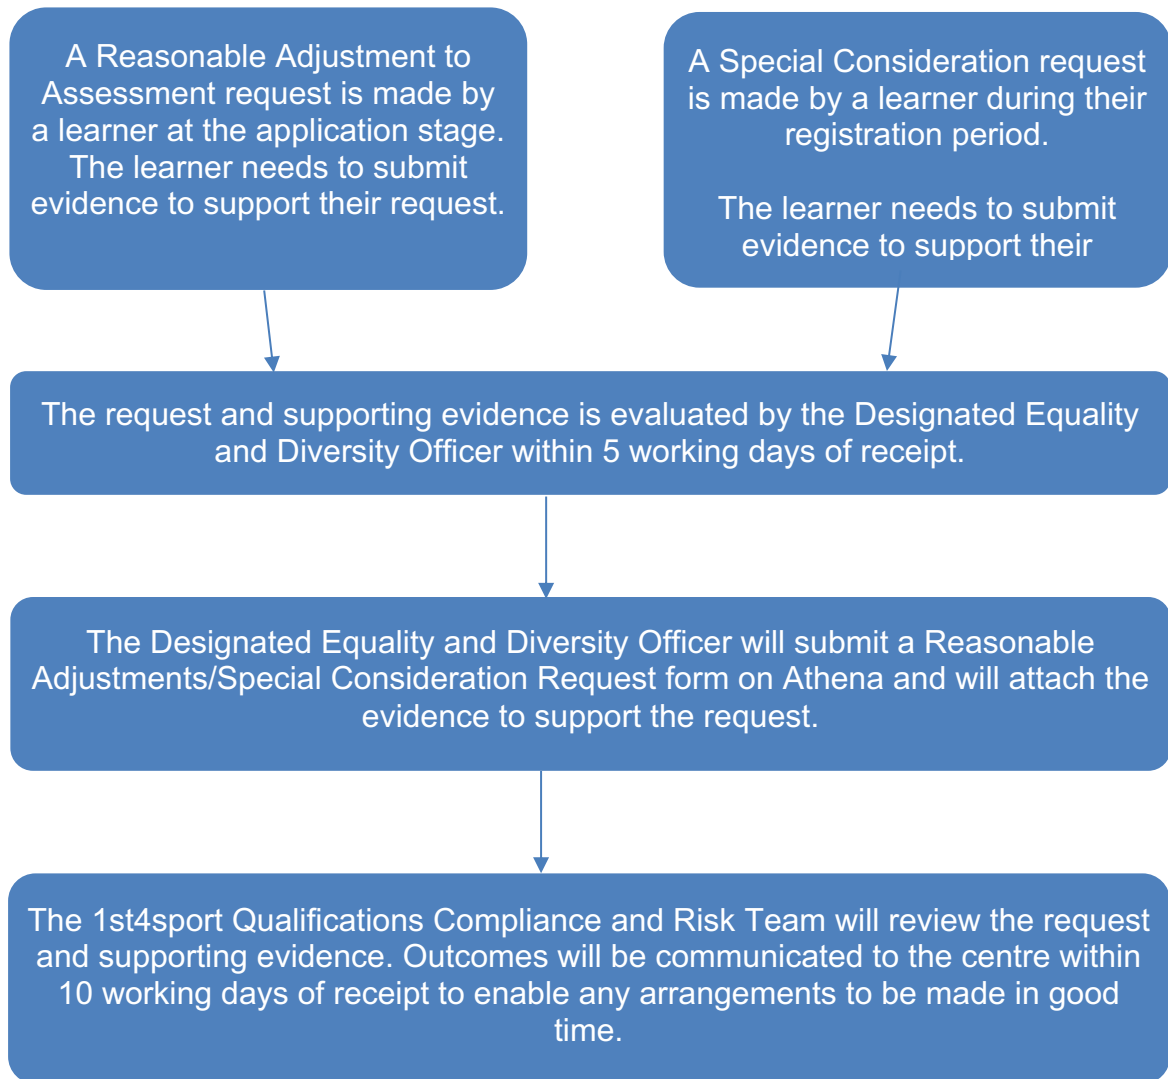 A Reasonable Adjustment to
Assessment request is made by
a learner at the application stage.
The learner needs to submit
evidence to support their request.
A Special Consideration request
is made by a learner during their
registration period.
The learner needs to submit
evidence to support their
The request and supporting evidence is evaluated by the Designated Equality
and Diversity Officer within 5 working days of receipt.
The Designated Equality and Diversity Officer will submit a Reasonable
Adjustments/Special Consideration Request form on Athena and will attach the
evidence to support the request.
The 1st4sport Qualifications Compliance and Risk Team will review the request
and supporting evidence. Outcomes will be communicated to the centre within
10 working days of receipt to enable any arrangements to be made in good
time.